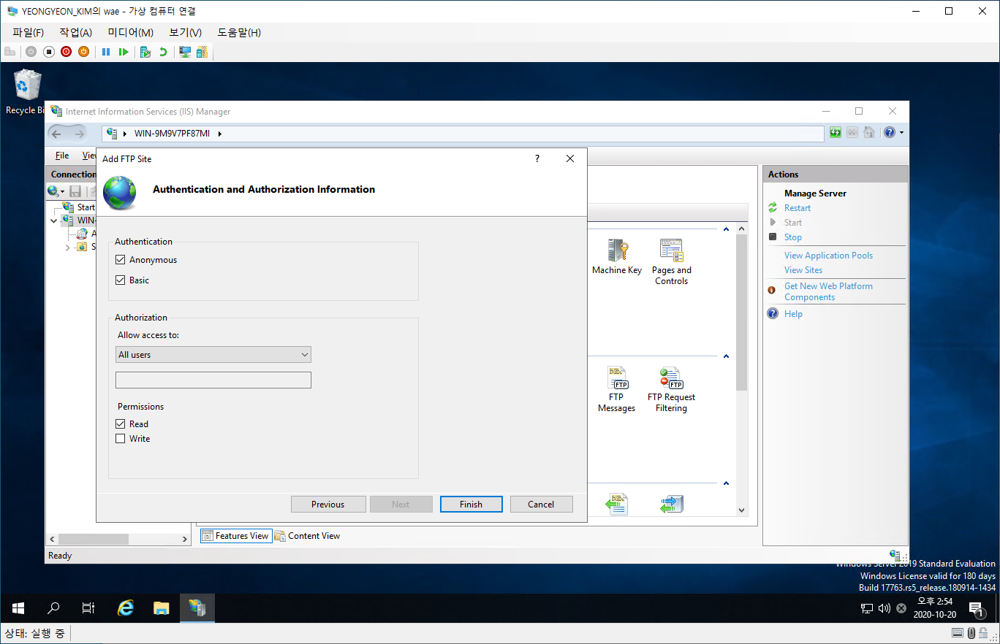 YEONGYEON_KIM의 wae - 가상 컴퓨터 연결
파일(F) 작업(A) 미디어(M) 보기(V) 도움말(H)
Recycle Bi
Internet Information Services (IIS) Manager
WIN-9M9V7PF87MI
File View
Add FTP Site
?
Connection
Authentication and Authorization Information
Start
WIN-
A
S
Authentication
Anonymous
Basic
Authorization
Allow access to:
All users
Permissions
Read
Write
Previous
Next
Finish
Cancel
Machine Key
Pages and
Controls
FTP
Messages
FTP Request
Filtering
Actions
Manage Server
Restart
Start
Stop
View Application Pools
View Sites
Get New Web Platform
Components
Help
Features View
Content View
Ready
Windows Server 2019 Standard Evaluation
Windows License valid for 180 days
Build 17763.rs5_release.180914-1434
오후 2:54
2020-10-20
1
상태: 실행 중